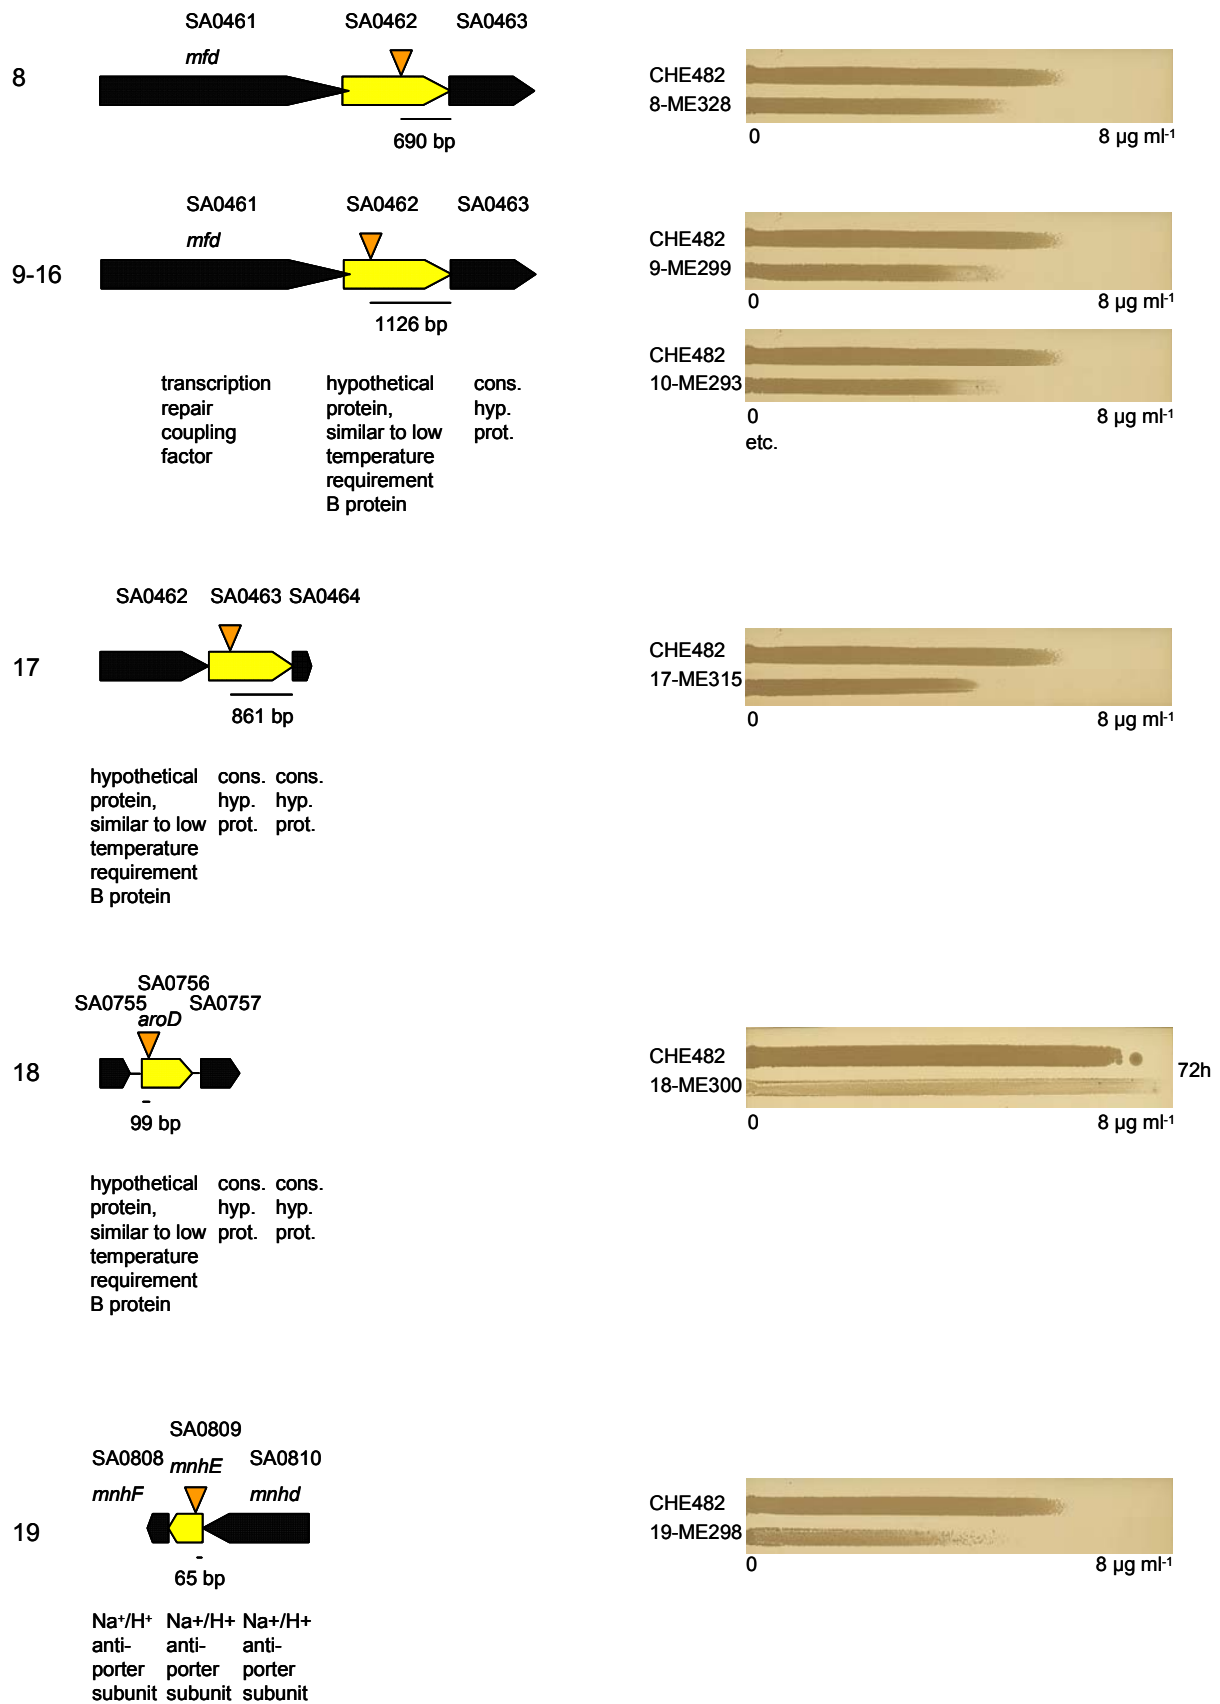 SA0461 SA0462 SA0463
mfd
8
690 bp
CHE482
8-ME328
0 8 µg ml-1
SA0461 SA0462 SA0463
mfd
9-16
1126 bp
CHE482
9-ME299
0 8 µg ml-1
CHE482
10-ME293
0 8 µg ml-1
etc.
transcription
repair
coupling
factor
hypothetical
protein,
similar to low
temperature
requirement
B protein
cons.
hyp.
prot.
SA0462 SA0463 SA0464
17
861 bp
CHE482
17-ME315
0 8 µg ml-1
hypothetical
protein,
similar to low
temperature
requirement
B protein
cons.
hyp.
prot.
cons.
hyp.
prot.
SA0756
SA0755 SA0757
aroD
18
99 bp
CHE482
18-ME300
72h
0 8 µg ml-1
hypothetical
protein,
similar to low
temperature
requirement
B protein
cons.
hyp.
prot.
cons.
hyp.
prot.
SA0809
SA0808 mnhE SA0810
mnhF mnhd
19
65 bp
CHE482
19-ME298
0 8 µg ml-1
Na+/H+
anti-
porter
subunit
Na+/H+
anti-
porter
subunit
Na+/H+
anti-
porter
subunit